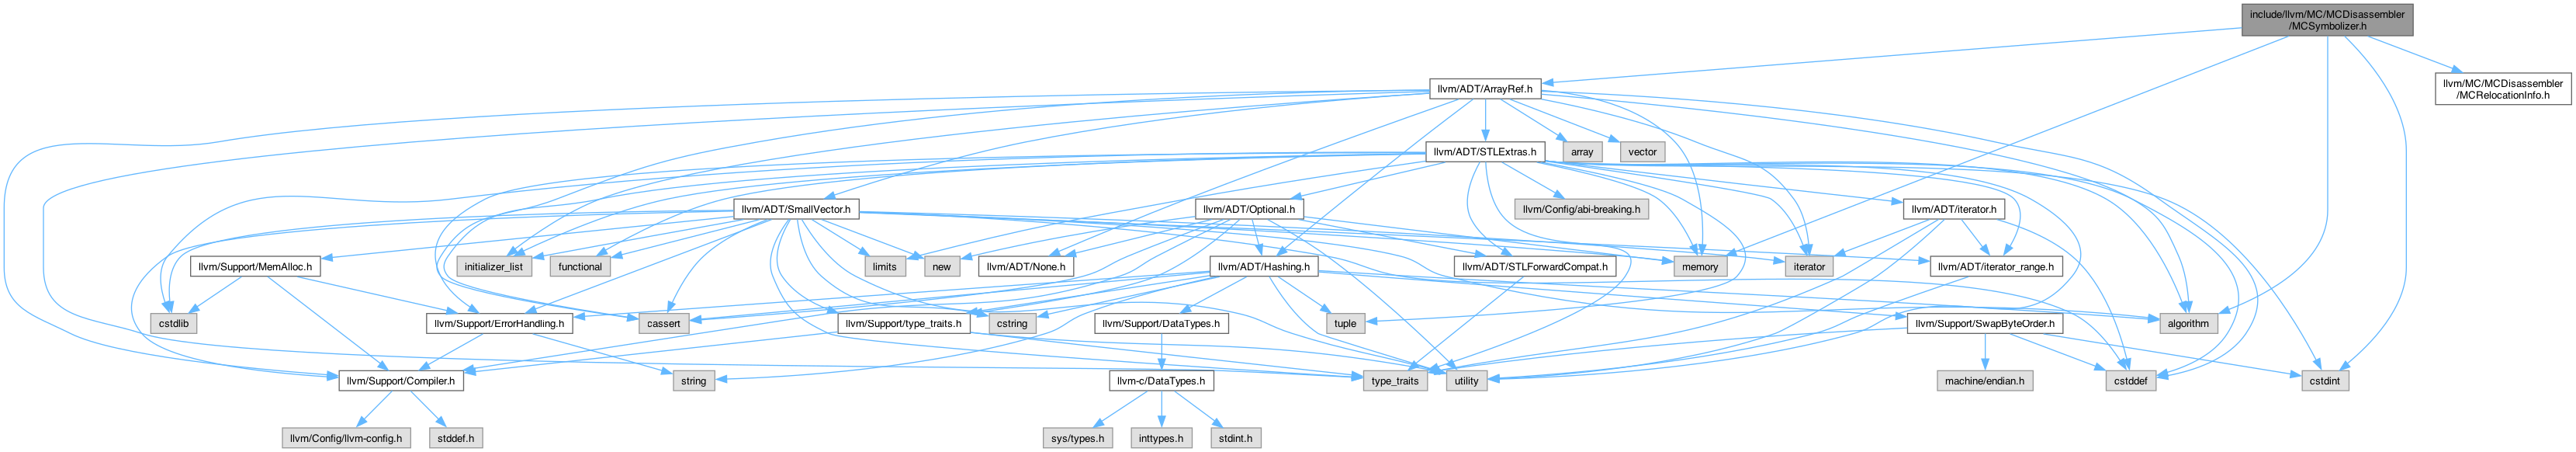 include/llvm/MC/MCDisassembler
/MCSymbolizer.h
llvm/ADT/ArrayRef.h
llvm/MC/MCDisassembler
/MCRelocationInfo.h
llvm/ADT/STLExtras.h
array
vector
llvm/ADT/SmallVector.h
llvm/ADT/Optional.h
llvm/Config/abi-breaking.h
llvm/ADT/iterator.h
llvm/Support/MemAlloc.h
initializer_list
functional
limits
new
llvm/ADT/None.h
llvm/ADT/Hashing.h
llvm/ADT/STLForwardCompat.h
memory
iterator
llvm/ADT/iterator_range.h
cstdlib
llvm/Support/ErrorHandling.h
cassert
llvm/Support/type_traits.h
cstring
llvm/Support/DataTypes.h
tuple
llvm/Support/SwapByteOrder.h
algorithm
llvm/Support/Compiler.h
string
llvm-c/DataTypes.h
type_traits
utility
machine/endian.h
cstddef
cstdint
llvm/Config/llvm-config.h
stddef.h
sys/types.h
inttypes.h
stdint.h